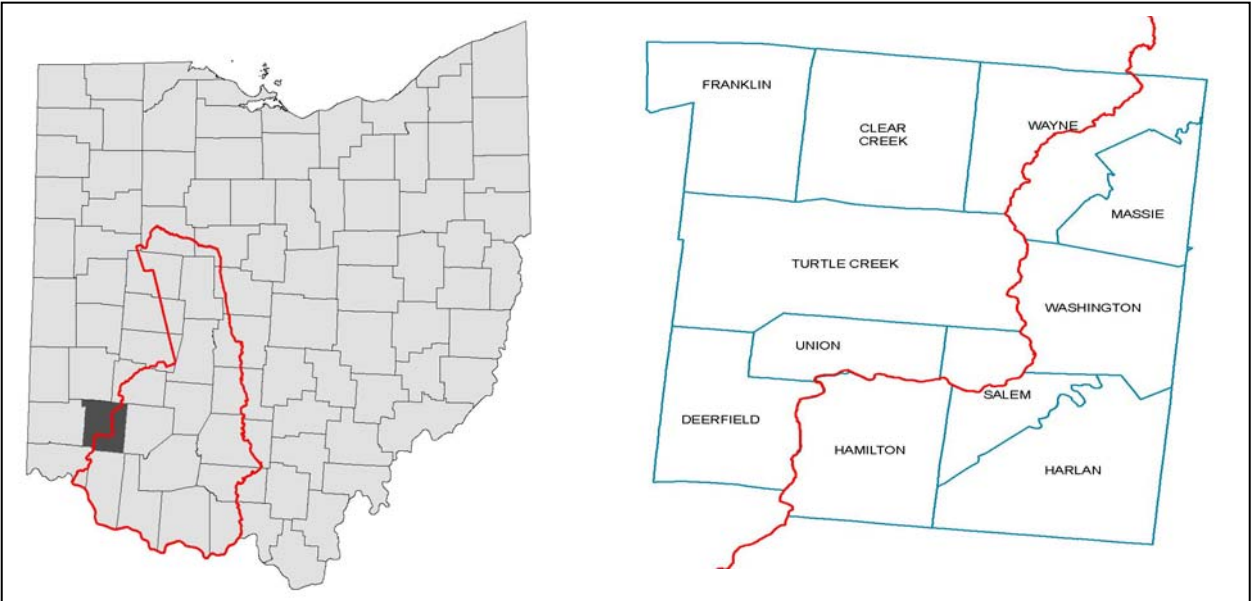 FRANKLIN
CLEAR
CREEK
WAYNE
MASSIE
TURTLE CREEK
WASHINGTON
UNION
SALEM
DEERFIELD
HAMILTON
HARLAN